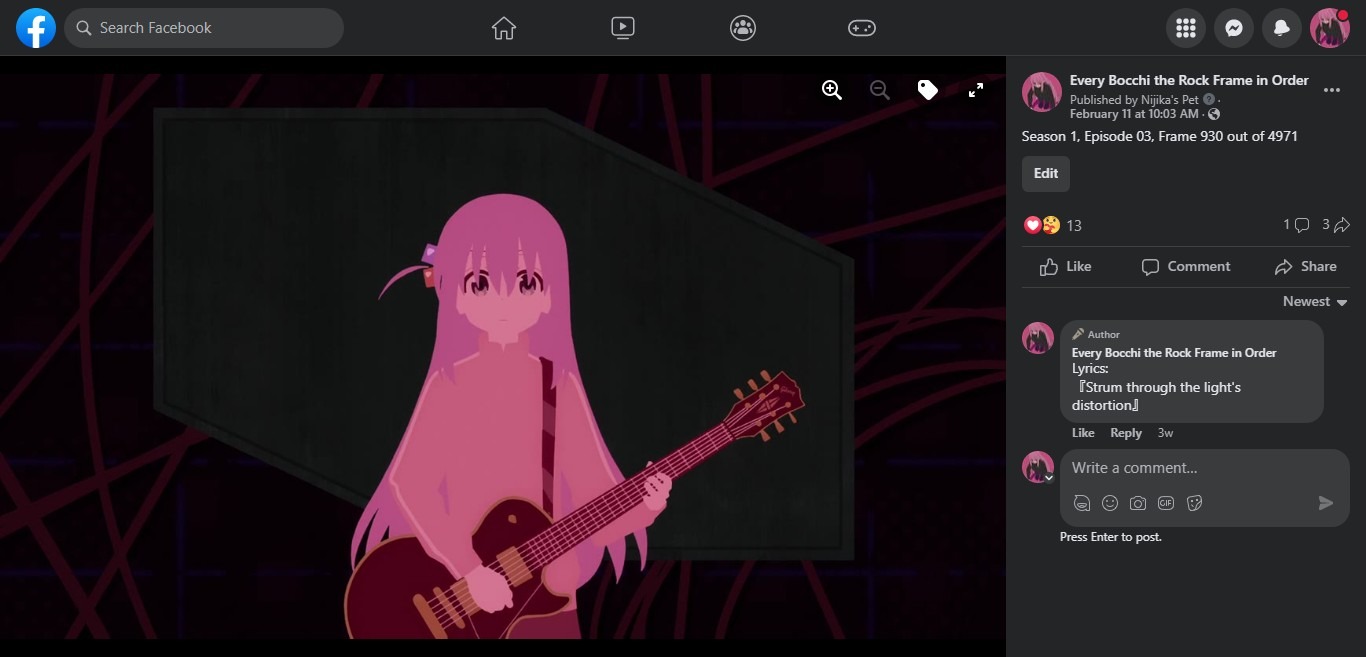 Search Facebook
Every Bocchi the Rock Frame in Order
Published by Nijika's Pet ·
February 11 at 10:03 AM ·
Season 1, Episode 03, Frame 930 out of 4971
Edit
13
1
3
Like
Comment
Share
Newest
Author
Every Bocchi the Rock Frame in Order
Lyrics:
『Strum through the light's
distortion』
Like Reply 3w
Write a comment...
GIF
Press Enter to post.